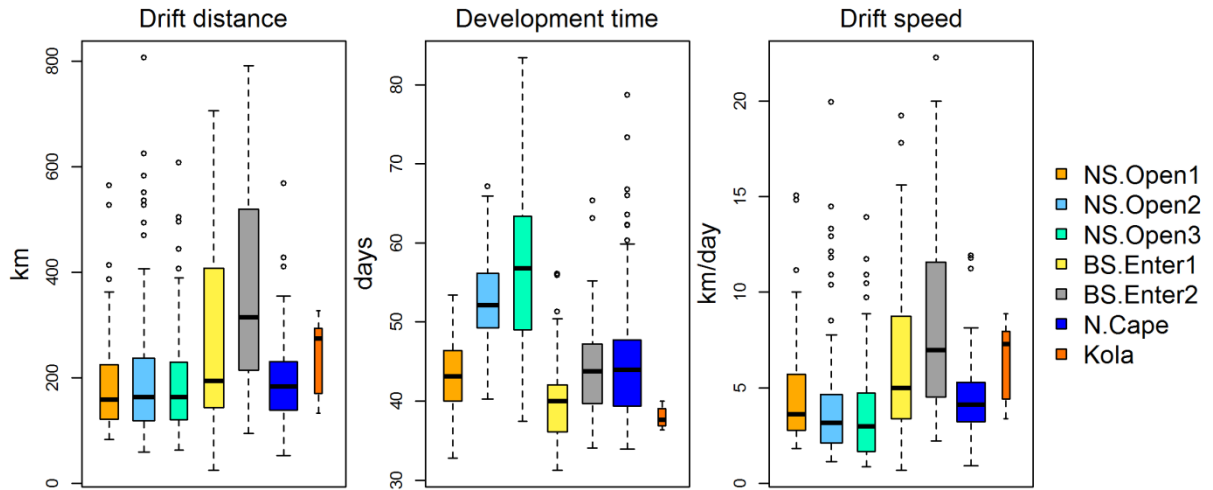 Drift distance
Development time
Drift speed
km
0
200
400
600
800
days
30
40
50
60
70
80
km/day
0
5
10
15
20
NS.Open1
NS.Open2
NS.Open3
BS.Enter1
BS.Enter2
N.Cape
Kola